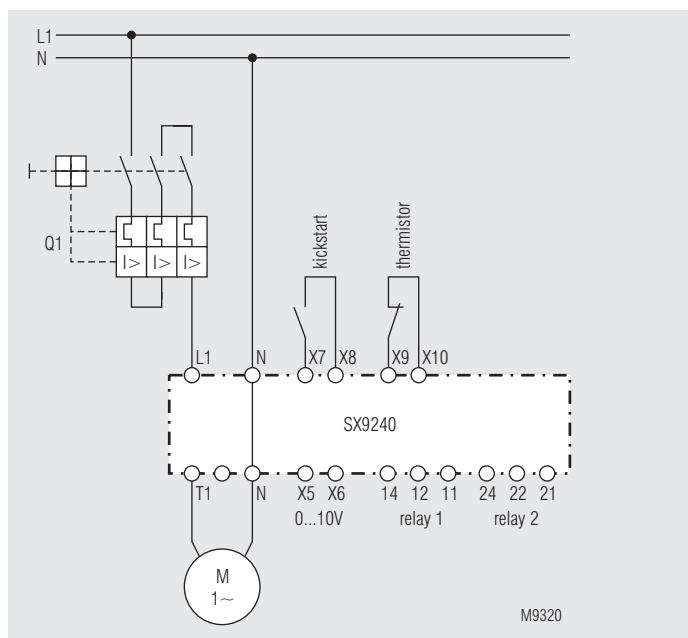 L1
N
Q1
I> I> I>
kickstart
thermistor
L1 N X7 X8 X9 X10
SX9240
T1 N X5 X6 14 12 11 24 22 21
0...10V relay 1 relay 2
M
1~
M9320